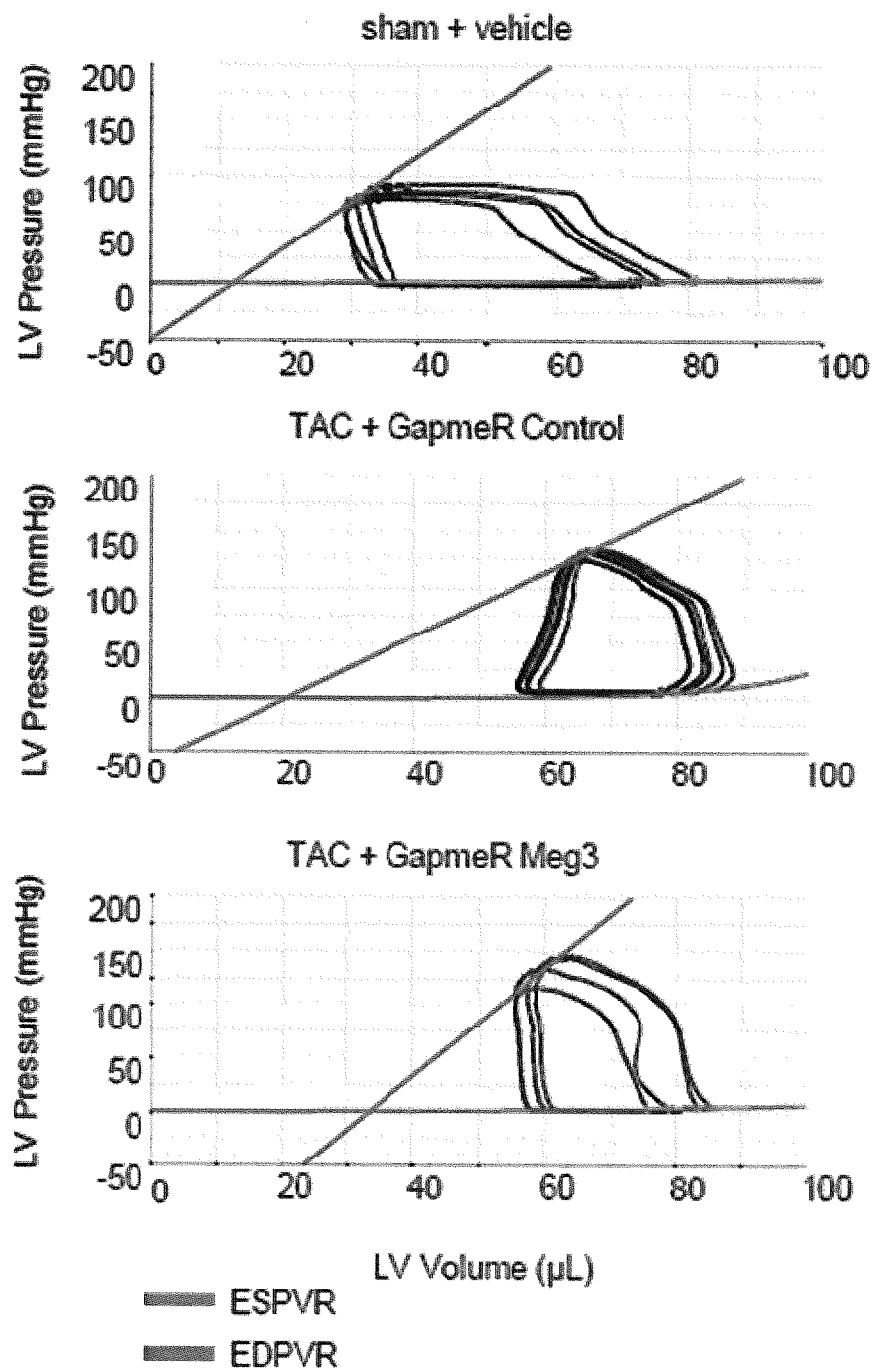 sham + vehicle
LV Pressure (mmHg)
200
150
100
50
0
-50
0 20 40 60 80 100
TAC + GapmeR Control
LV Pressure (mmHg)
200
150
100
50
0
-50
0 20 40 60 80 100
TAC + GapmeR Meg3
LV Pressure (mmHg)
200
150
100
50
0
-50
0 20 40 60 80 100
LV Volume (µL)
ESPVR
EDPVR